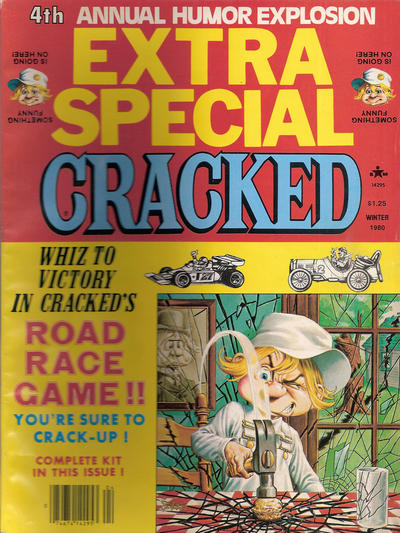 4th ANNUAL HUMOR EXPLOSION
EXTRA
SPECIAL
CRACKED
SOMETHING
FUNNY
IS GOING
ON HERE!
SOMETHING
FUNNY
IS GOING
ON HERE!
14295
$1.25
WINTER
1980
WHIZ TO
VICTORY
IN CRACKED'S
ROAD
RACE
GAME!!
YOU'RE SURE TO
CRACK-UP!
COMPLETE KIT
IN THIS ISSUE!